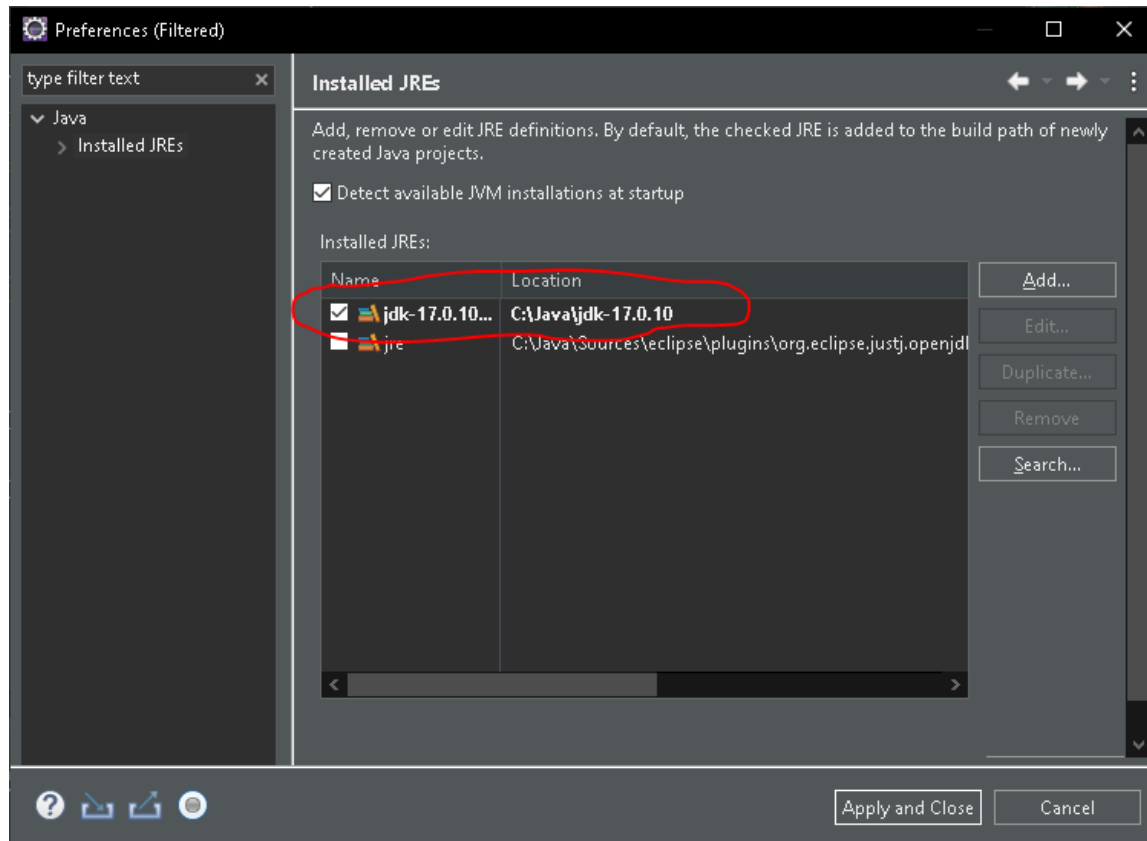 Preferences (Filtered)
type filter text
Java
Installed JREs
Installed JREs
Add, remove or edit JRE definitions. By default, the checked JRE is added to the build path of newly
created Java projects.
Detect available JVM installations at startup
Installed JREs:
Name Location
jdk-17.0.10... C:\Java\jdk-17.0.10
jre C:\Java\Sources\eclipse\plugins\org.eclipse.justj.openjdl
Add...
Edit...
Duplicate...
Remove
Search...
Apply and Close
Cancel